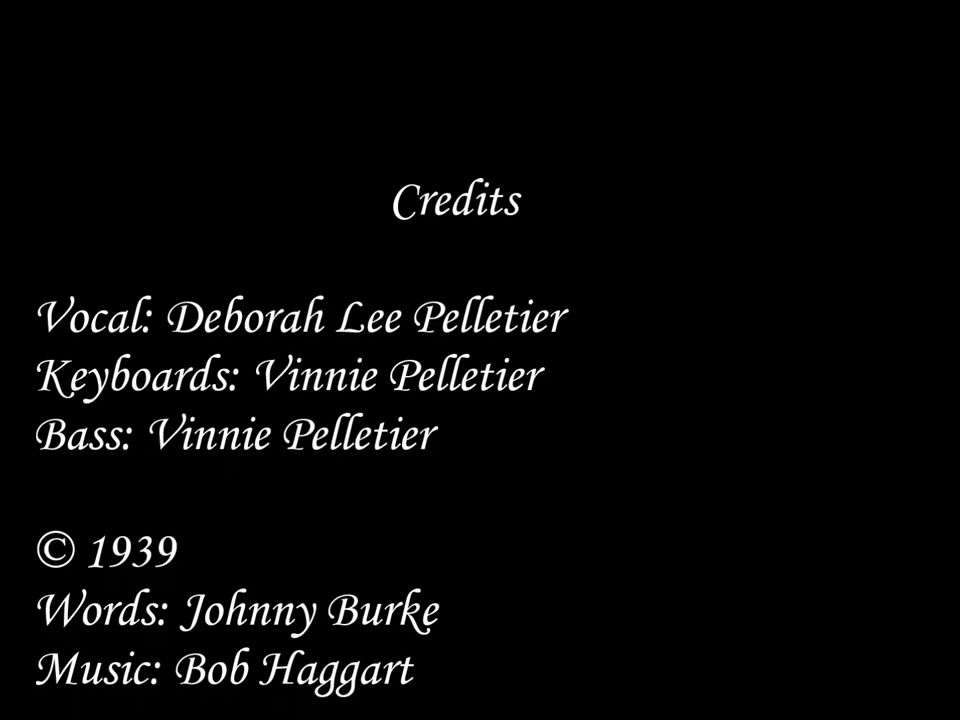 Credits
Vocal: Deborah Lee Pelletier
Keyboards: Vinnie Pelletier
Bass: Vinnie Pelletier
© 1939
Words: Johnny Burke
Music: Bob Haggart